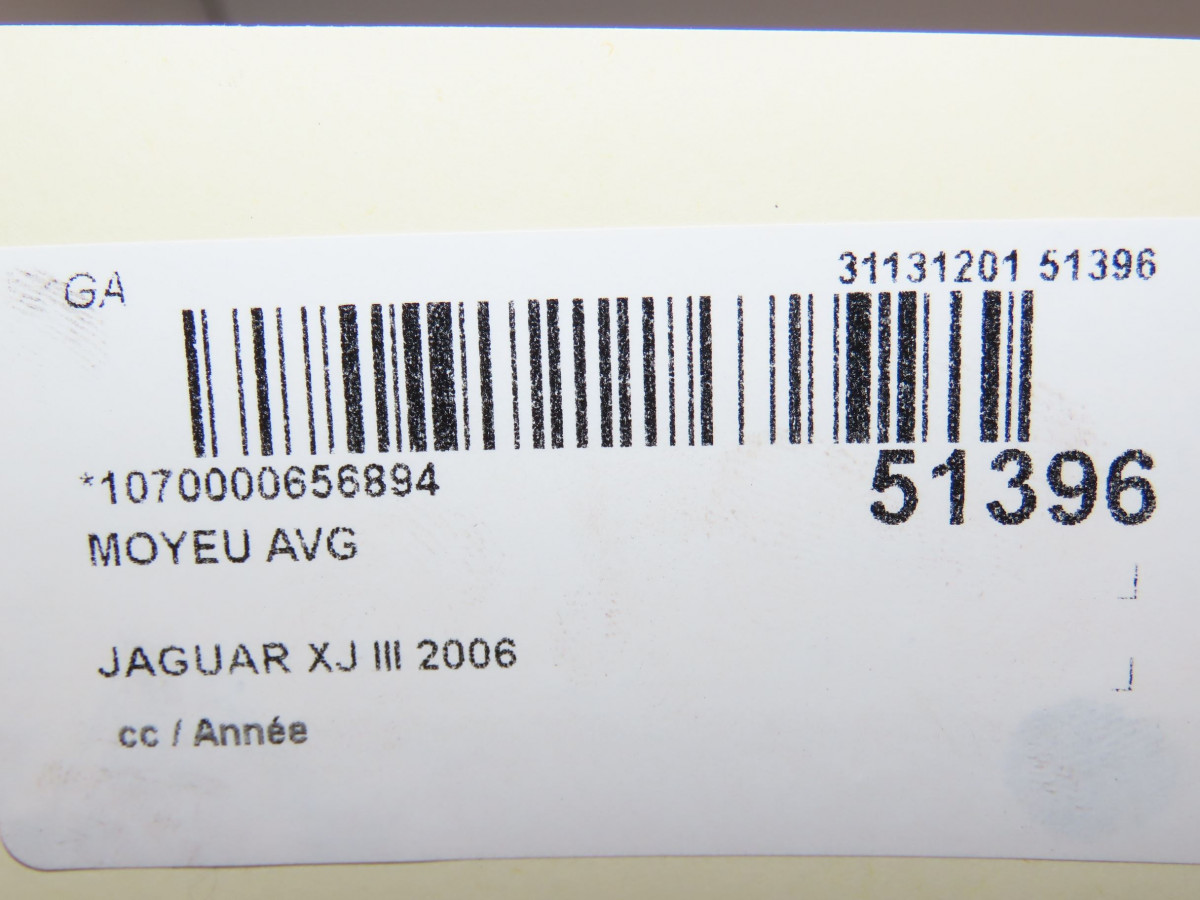 GA
31131201 51396
*1070000656894
51396
MOYEU AVG
JAGUAR XJ III 2006
cc / Année